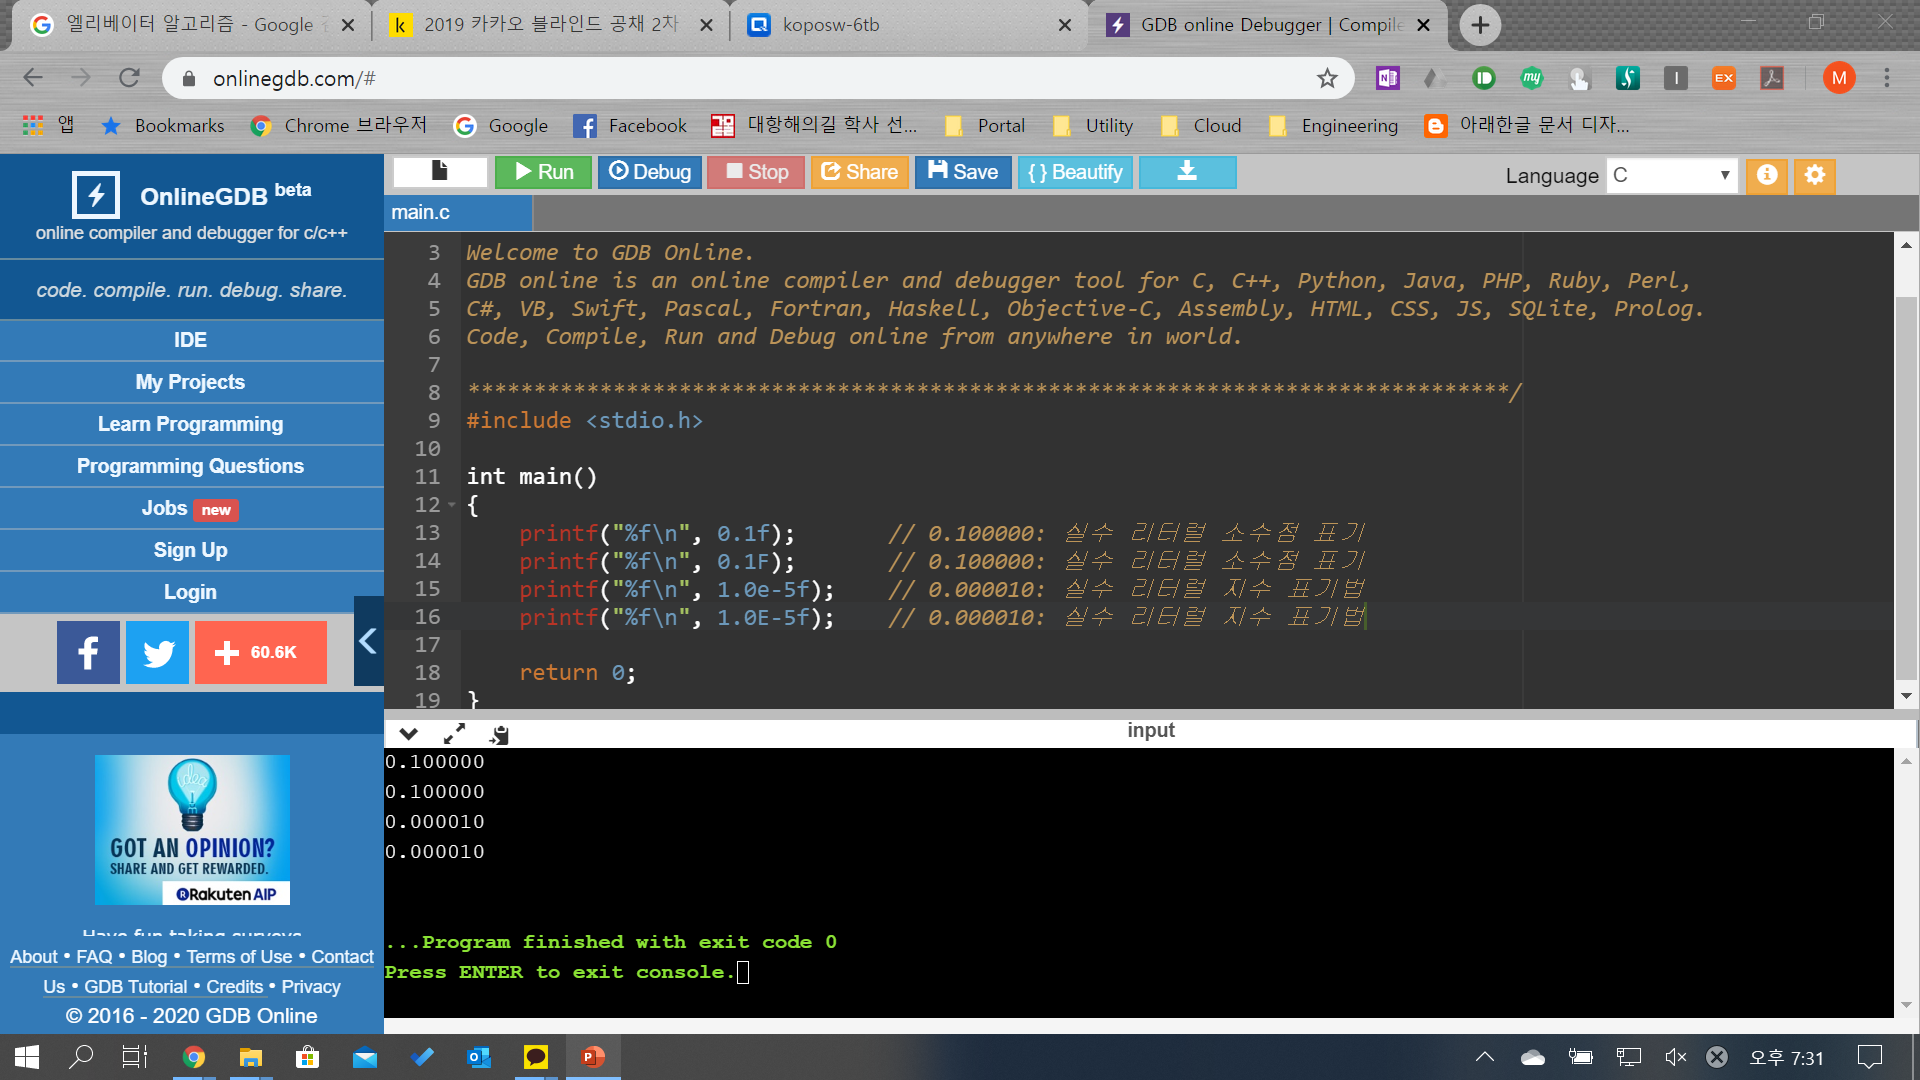 엘리베이터 알고리즘 - Google
2019 카카오 블라인드 공채 2차
koposw-6tb
GDB online Debugger | Compile
onlinegdb.com/#
M
앱
Bookmarks
Chrome 브라우저
Google
Facebook
대항해의길 학사 선...
Portal
Utility
Cloud
Engineering
아래한글 문서 디자...
OnlineGDB beta
online compiler and debugger for c/c++
code. compile. run. debug. share.
IDE
My Projects
Learn Programming
Programming Questions
Jobs new
Sign Up
Login
60.6K
GOT AN OPINION?
SHARE AND GET REWARDED.
Rakuten AIP
Have fun taking surveys
About • FAQ • Blog • Terms of Use • Contact
Us • GDB Tutorial • Credits • Privacy
© 2016 - 2020 GDB Online
Run
Debug
Stop
Share
Save
{ } Beautify
Language C
main.c
3 Welcome to GDB Online.
4 GDB online is an online compiler and debugger tool for C, C++, Python, Java, PHP, Ruby, Perl,
5 C#, VB, Swift, Pascal, Fortran, Haskell, Objective-C, Assembly, HTML, CSS, JS, SQLite, Prolog.
6 Code, Compile, Run and Debug online from anywhere in world.
7
8 *******************************************************************************/
9 #include <stdio.h>
10
11 int main()
12 {
13 printf("%f\n", 0.1f); // 0.100000: 실수 리터럴 소수점 표기
14 printf("%f\n", 0.1F); // 0.100000: 실수 리터럴 소수점 표기
15 printf("%f\n", 1.0e-5f); // 0.000010: 실수 리터럴 지수 표기법
16 printf("%f\n", 1.0E-5f); // 0.000010: 실수 리터럴 지수 표기법
17
18 return 0;
19 }
input
0.100000
0.100000
0.000010
0.000010
...Program finished with exit code 0
Press ENTER to exit console.
오후 7:31